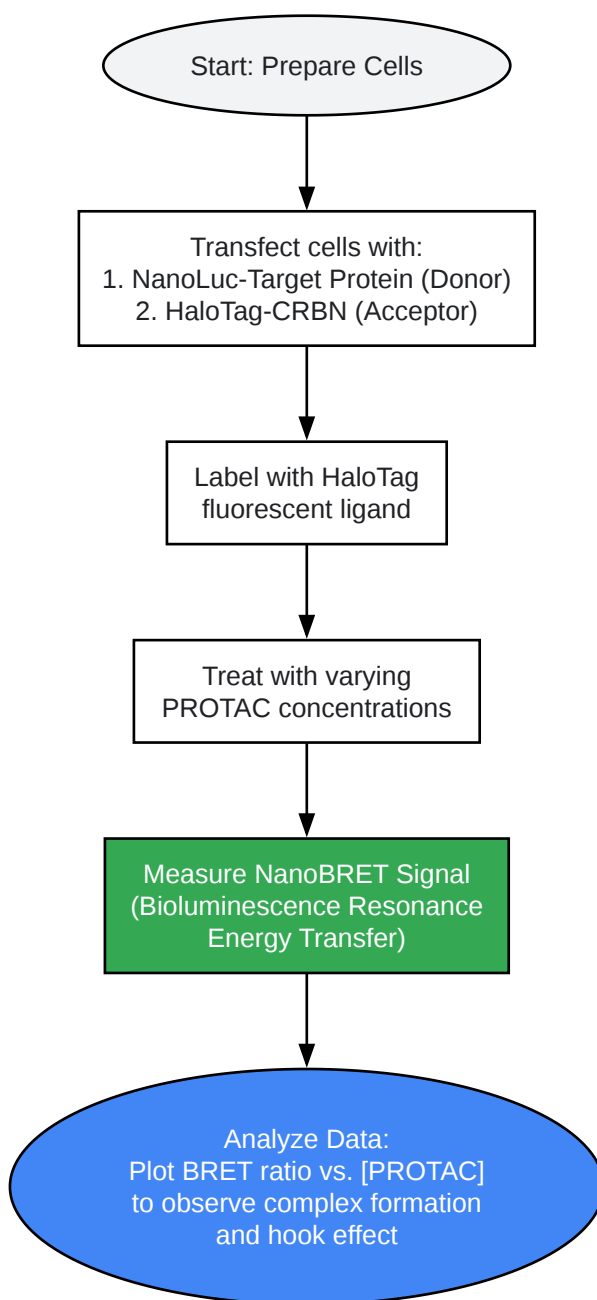 Start: Prepare Cells
Transfect cells with:
1. NanoLuc-Target Protein (Donor)
2. HaloTag-CRBN (Acceptor)
Label with HaloTag
fluorescent ligand
Treat with varying
PROTAC concentrations
Measure NanoBRET Signal
(Bioluminescence Resonance
Energy Transfer)
Analyze Data:
Plot BRET ratio vs. [PROTAC]
to observe complex formation
and hook effect